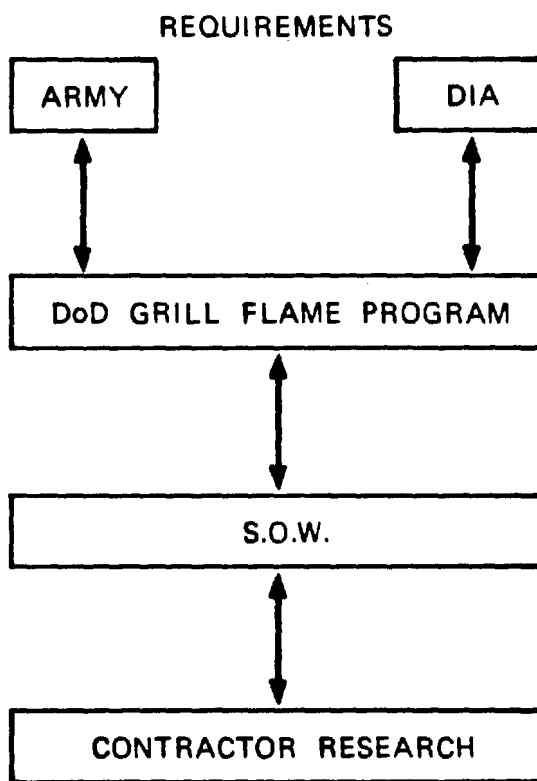 REQUIREMENTS
ARMY
DIA
DoD GRILL FLAME PROGRAM
S.O.W.
CONTRACTOR RESEARCH